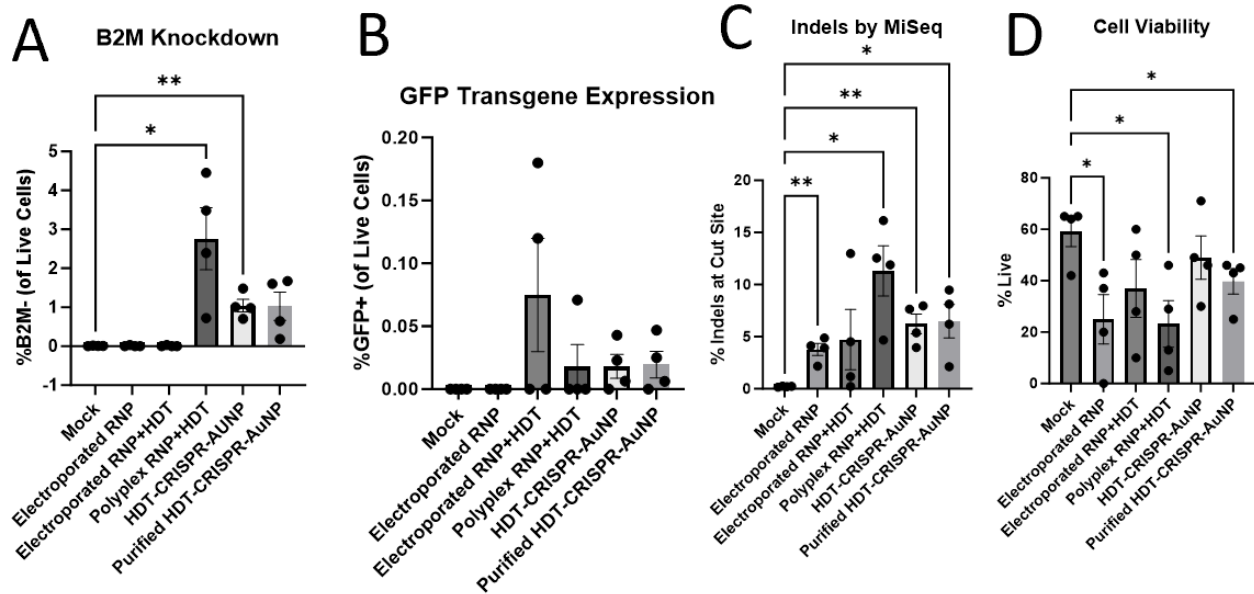 A
B2M Knockdown
**
*
%B2M- (of Live Cells)
5
4
3
2
1
0
-1
Mock
Electroporated RNP
Electroporated RNP+HDT
Polyplex RNP+HDT
HDT-CRISPR-AuNP
Purified HDT-CRISPR-AuNP
B
GFP Transgene Expression
%GFP+ (of Live Cells)
0.20
0.15
0.10
0.05
0.00
Mock
Electroporated RNP
Electroporated RNP+HDT
Polyplex RNP+HDT
HDT-CRISPR-AuNP
Purified HDT-CRISPR-AuNP
C
Indels by MiSeq
*
**
*
**
% Indels at Cut Site
20
15
10
5
0
Mock
Electroporated RNP
Electroporated RNP+HDT
Polyplex RNP+HDT
HDT-CRISPR-AuNP
Purified HDT-CRISPR-AuNP
D
Cell Viability
*
*
*
% Live
80
60
40
20
0
Mock
Electroporated RNP
Electroporated RNP+HDT
Polyplex RNP+HDT
HDT-CRISPR-AuNP
Purified HDT-CRISPR-AuNP